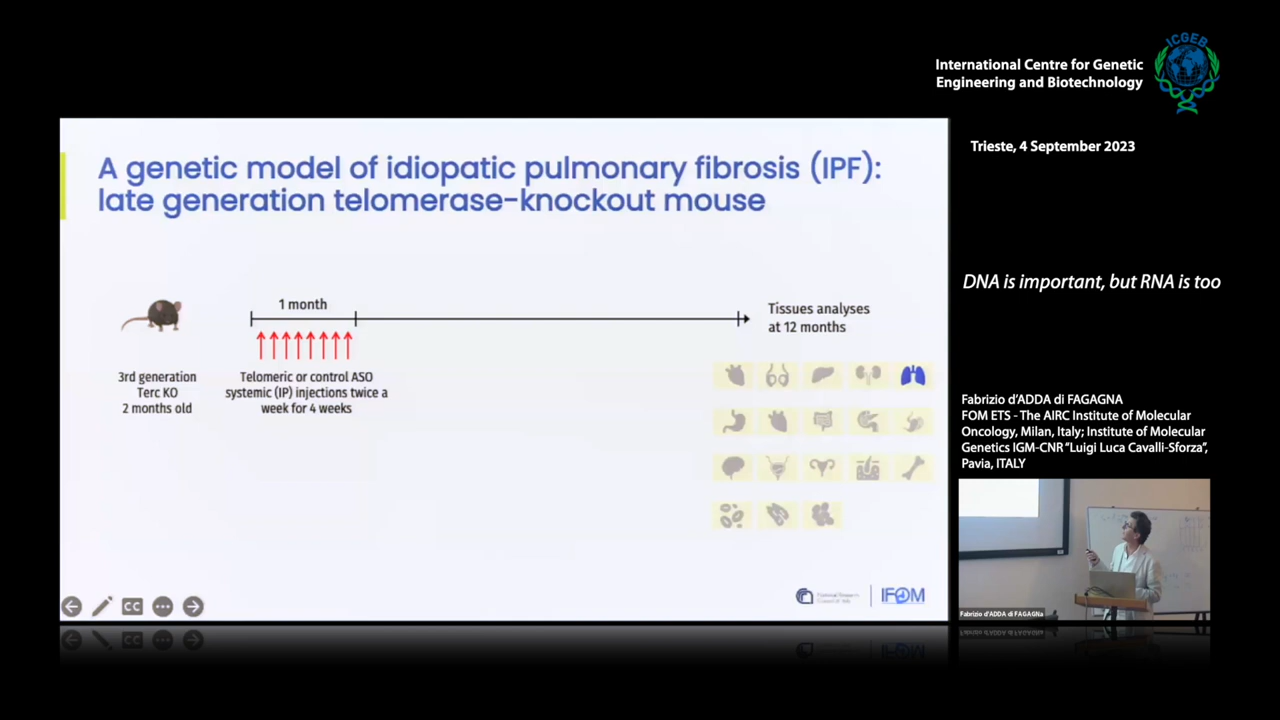 ICGEB
International Centre for Genetic
Engineering and Biotechnology
Trieste, 4 September 2023
A genetic model of idiopatic pulmonary fibrosis (IPF):
late generation telomerase-knockout mouse
1 month
Tissues analyses
at 12 months
3rd generation
Terc KO
2 months old
Telomeric or control ASO
systemic (IP) injections twice a
week for 4 weeks
DNA is important, but RNA is too
Fabrizio d'ADDA di FAGAGNA
FOM ETS - The AIRC Institute of Molecular
Oncology, Milan, Italy; Institute of Molecular
Genetics IGM-CNR "Luigi Luca Cavalli-Sforza",
Pavia, ITALY
CC
IFOM
Fabrizio d'ADDA di FAGAGNa